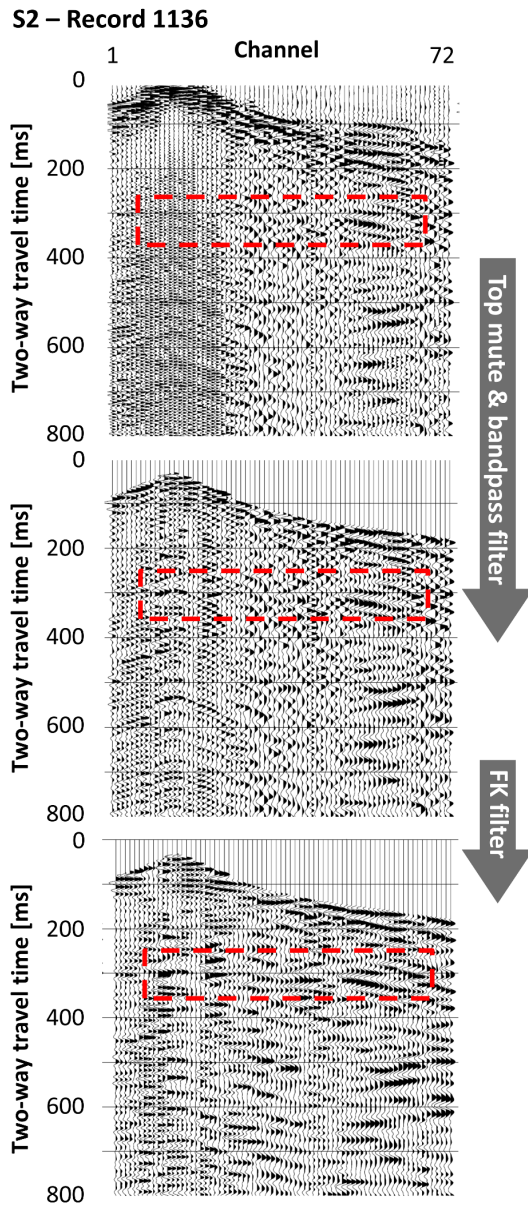 S2 – Record 1136
Channel
1
72
0
200
400
600
800
Two-way travel time [ms]
Top mute & bandpass filter
0
200
400
600
800
Two-way travel time [ms]
FK filter
0
200
400
600
800
Two-way travel time [ms]